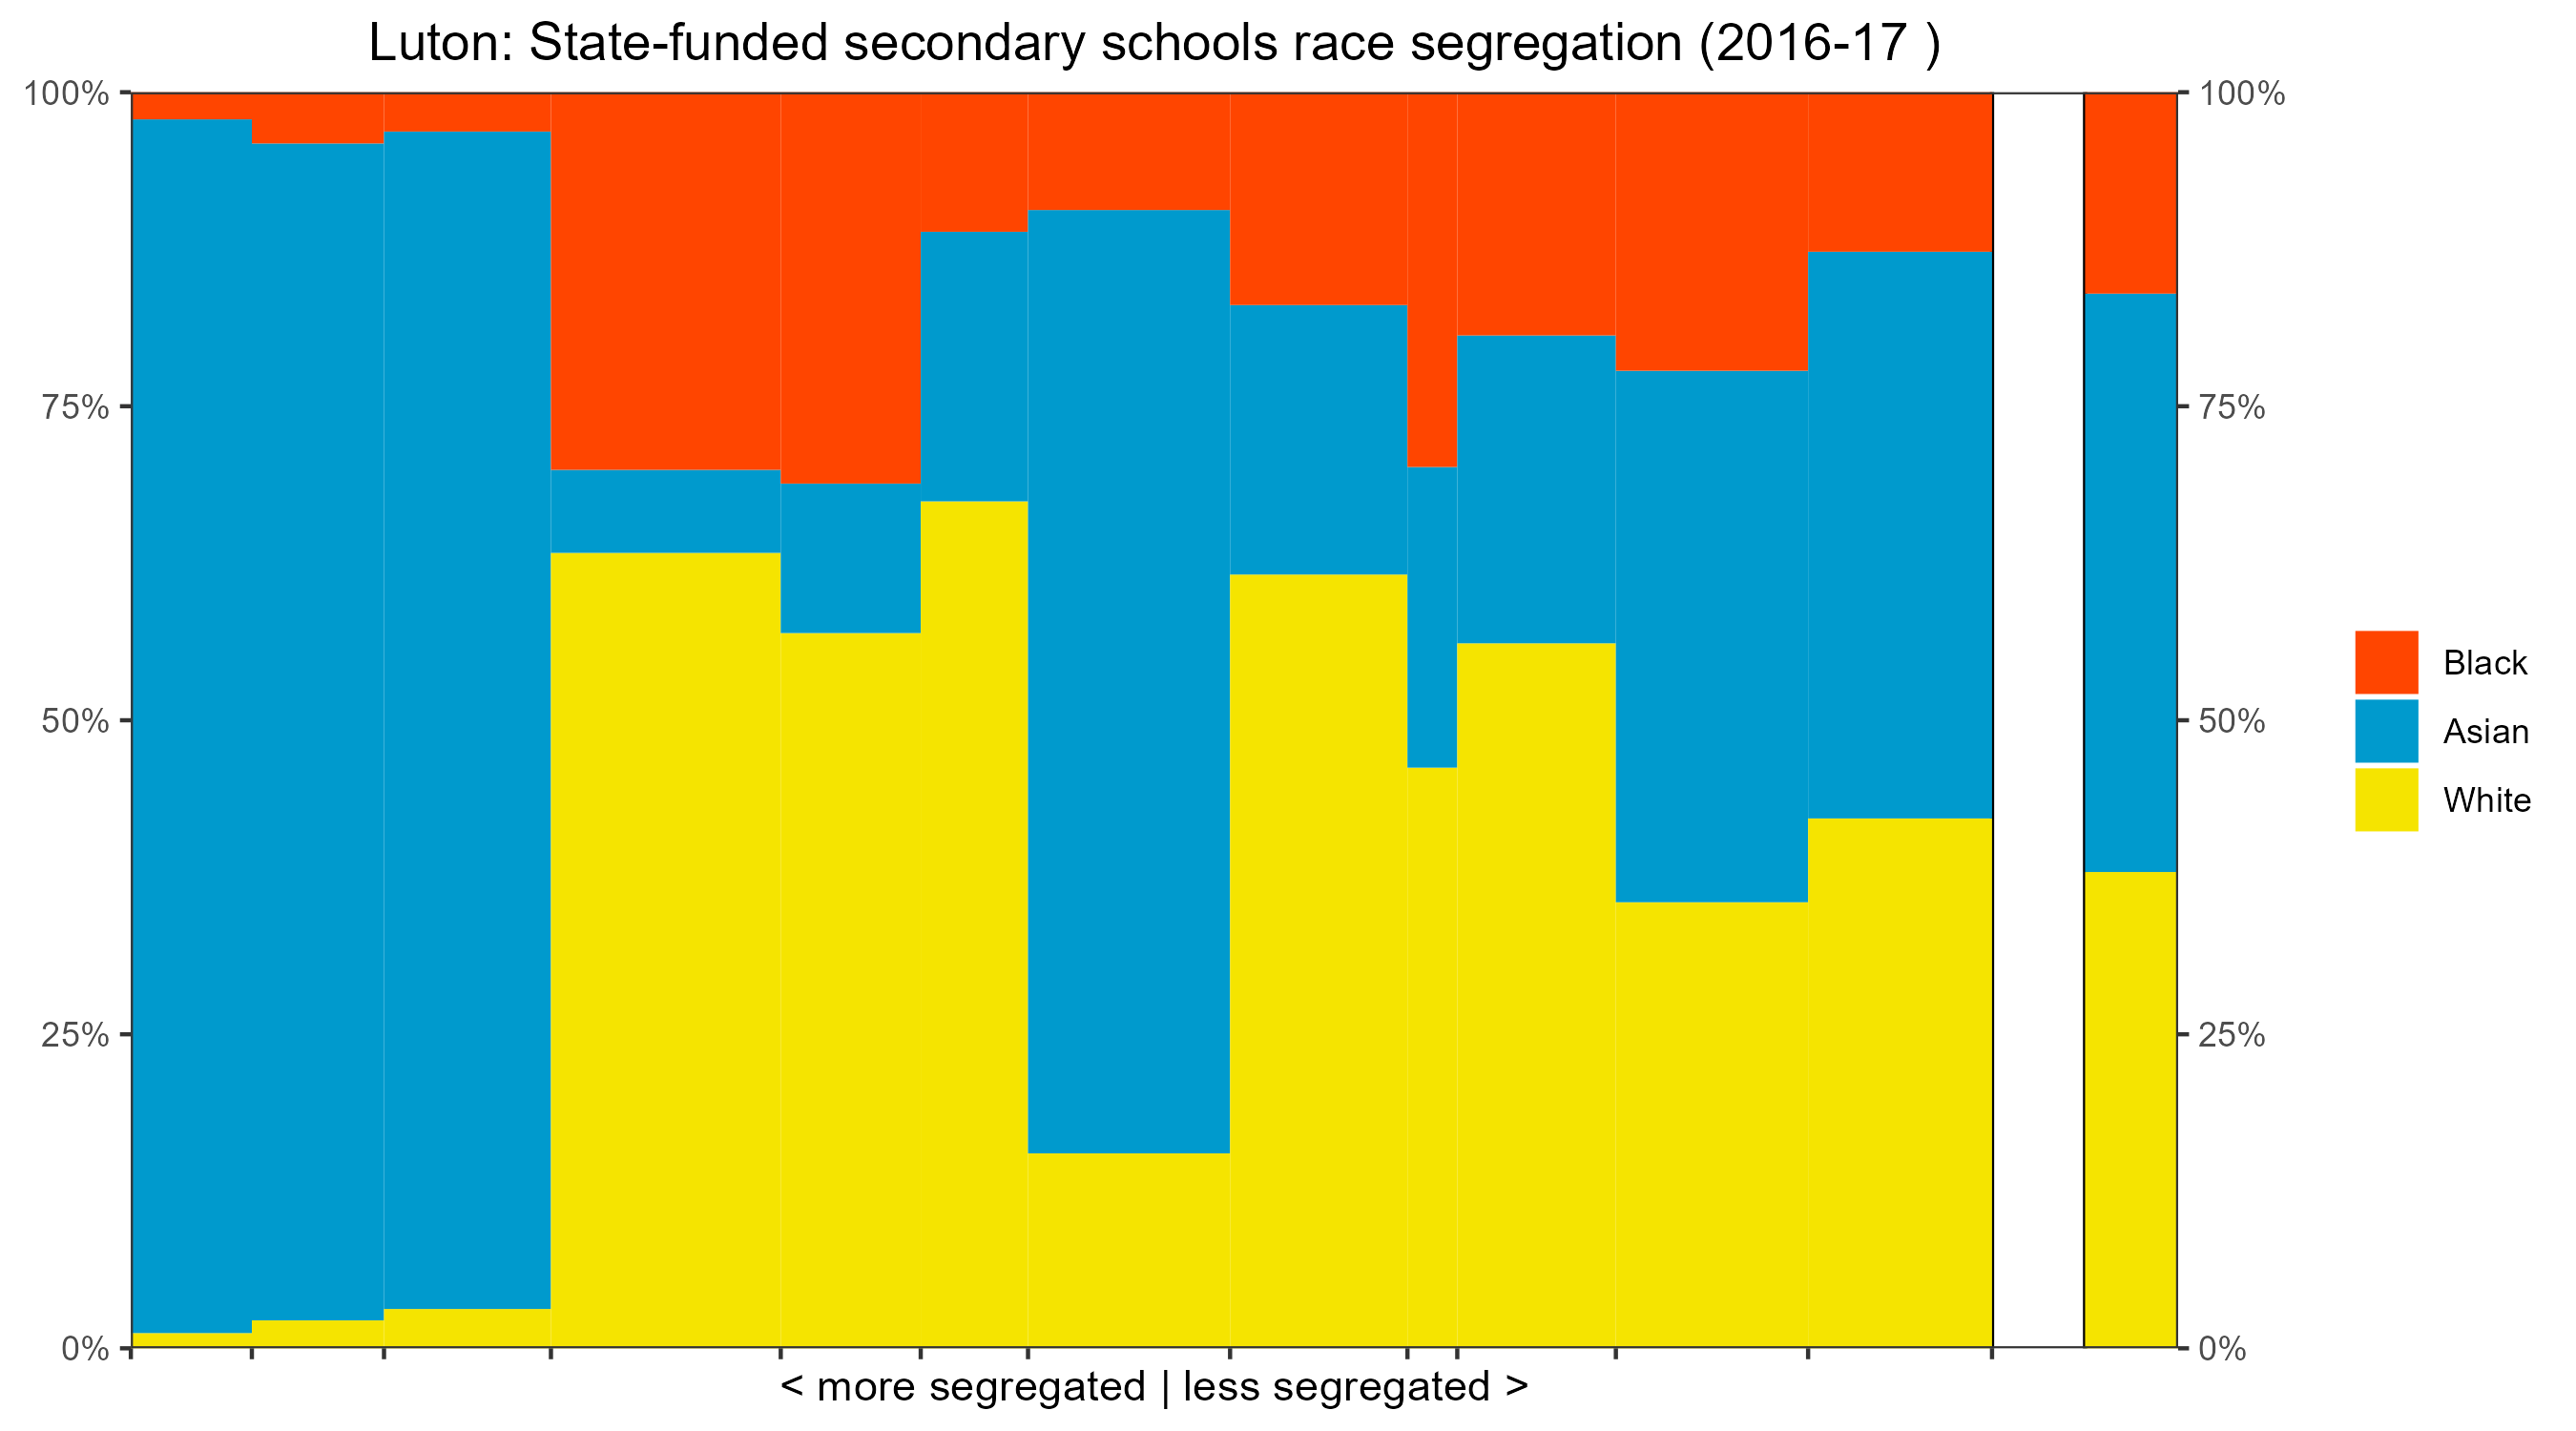 Luton: State-funded secondary schools race segregation (2016-17 )
100%
75%
50%
25%
0%
100%
75%
50%
25%
0%
Black
Asian
White
< more segregated | less segregated >